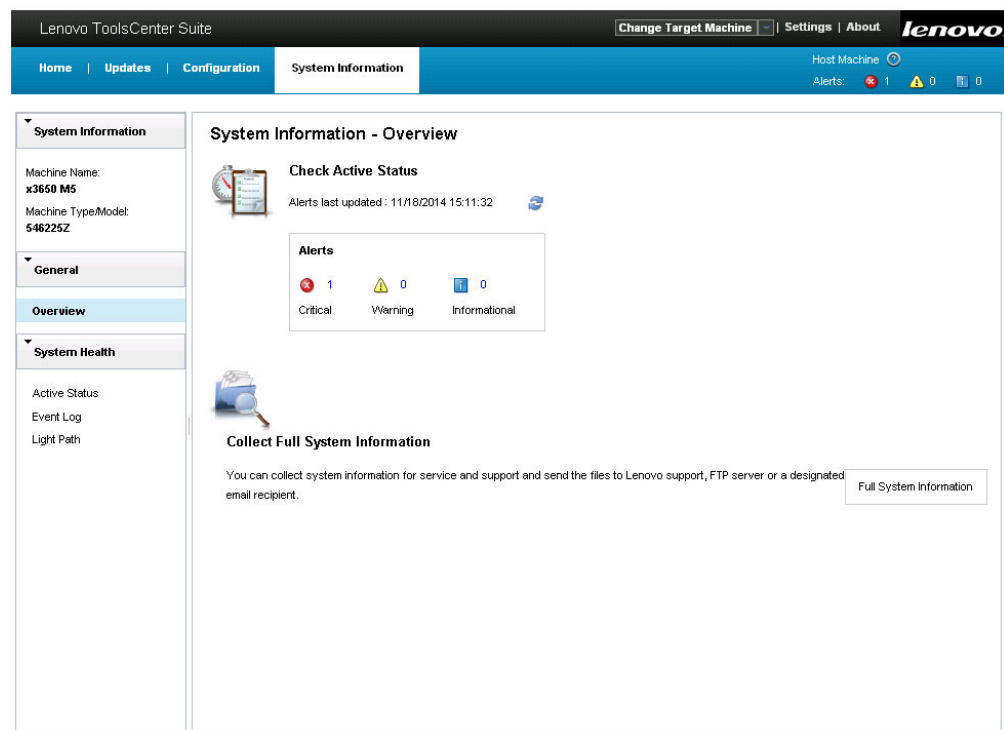 Lenovo ToolsCenter Suite
Change Target Machine | Settings | About
lenovo
Home | Updates | Configuration System Information
Host Machine
Alerts: 1 0 0
System Information
Machine Name:
x3650 M5
Machine Type/Model:
546225Z
General
Overview
System Health
Active Status
Event Log
Light Path
System Information - Overview
Check Active Status
Alerts last updated : 11/18/2014 15:11:32
Alerts
1 0 0
Critical Warning Informational
Collect Full System Information
You can collect system information for service and support and send the files to Lenovo support, FTP server or a designated
email recipient.
Full System Information